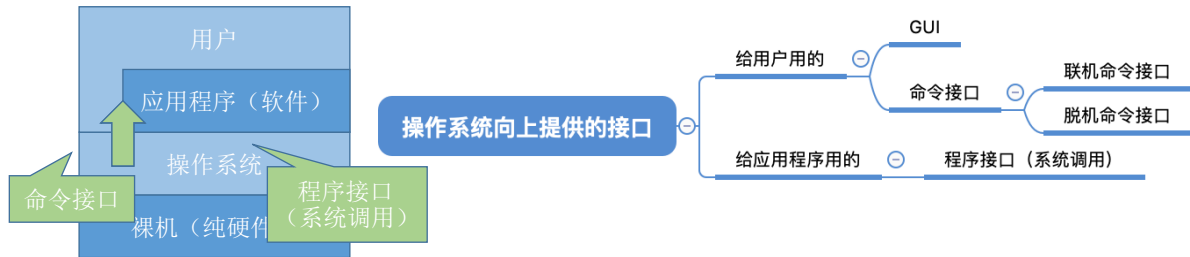 用户
应用程序（软件）
操作系统
命令接口
程序接口
（系统调用）
裸机（纯硬件
操作系统向上提供的接口
给用户用的
GUI
命令接口
联机命令接口
脱机命令接口
给应用程序用的
程序接口（系统调用）